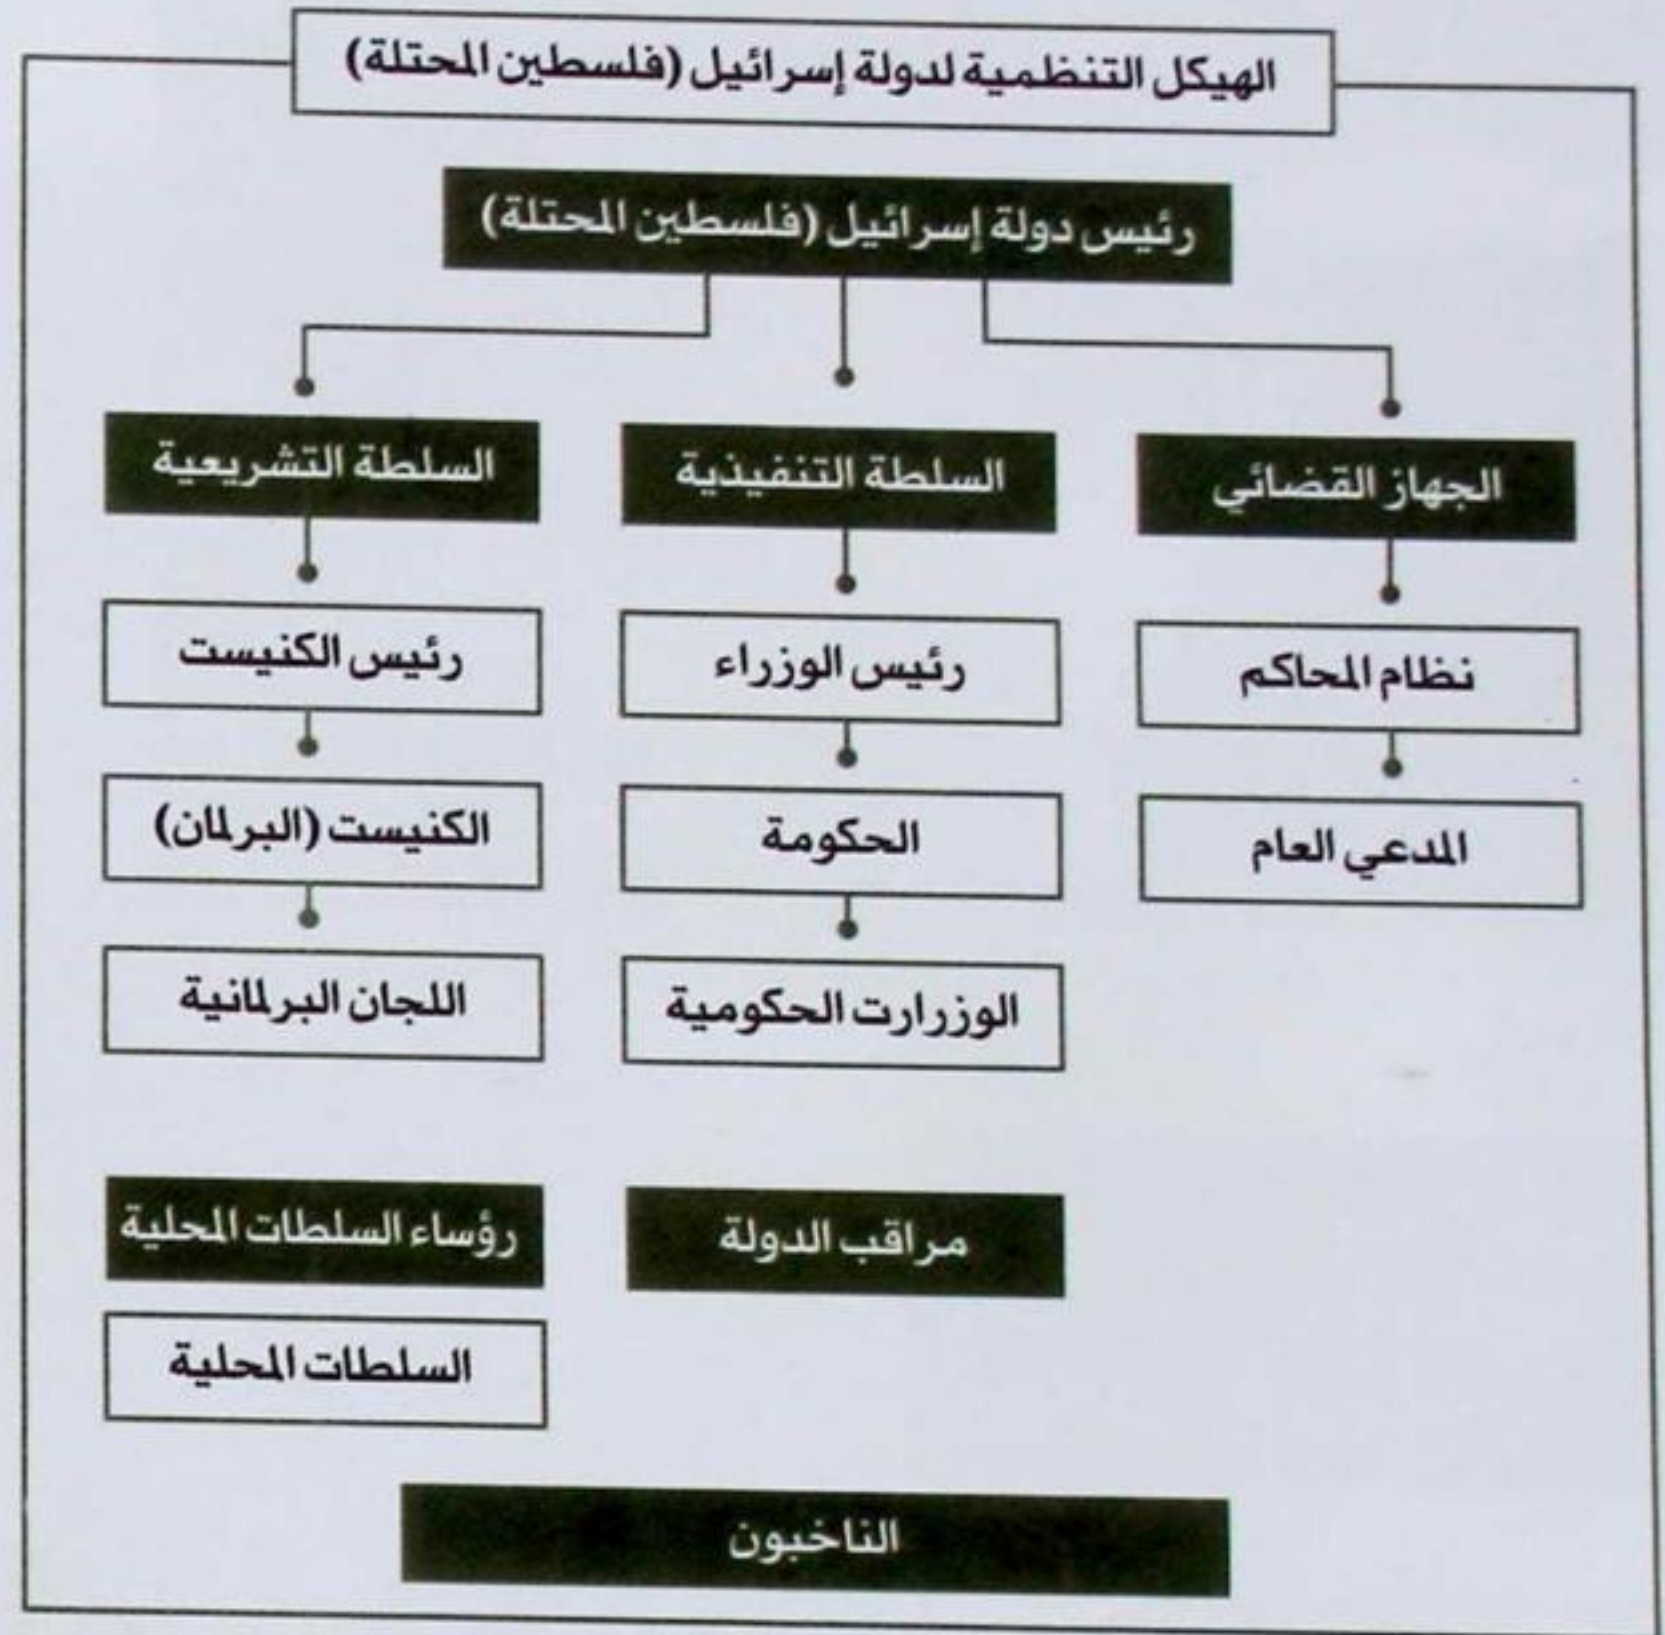 الهيكل التنظمية لدولة إسرائيل (فلسطين المحتلة)
رئيس دولة إسرائيل (فلسطين المحتلة)
الجهاز القضائي
السلطة التنفيذية
السلطة التشريعية
نظام المحاكم
رئيس الوزراء
رئيس الكنيست
المدعي العام
الحكومة
الكنيست (البرلمان)
الوزرارت الحكومية
اللجان البرلمانية
مراقب الدولة
رؤساء السلطات المحلية
السلطات المحلية
الناخبون